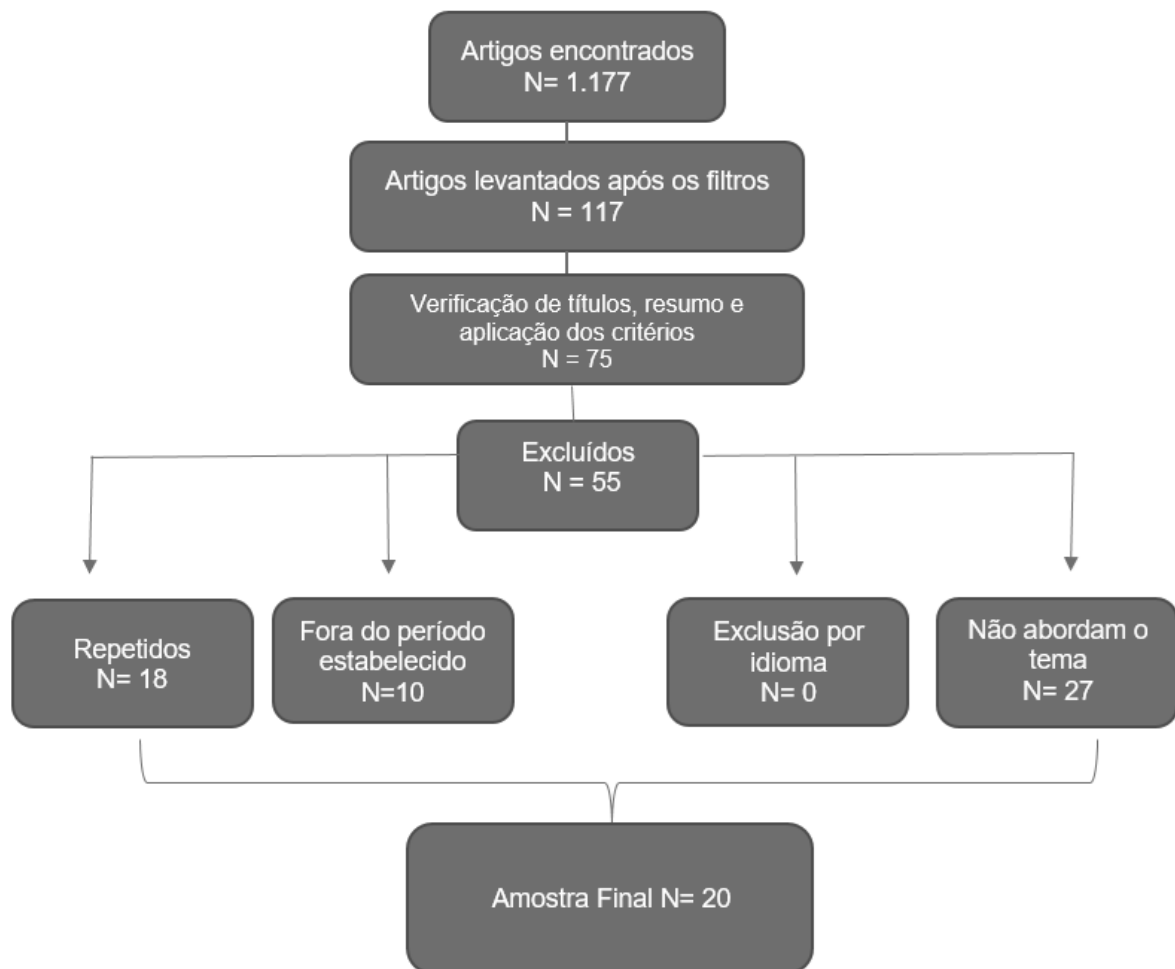 Artigos encontrados
N= 1.177
Artigos levantados após os filtros
N = 117
Verificação de títulos, resumo e
aplicação dos critérios
N = 75
Excluídos
N = 55
Repetidos
N= 18
Fora do período
estabelecido
N=10
Exclusão por
idioma
N= 0
Não abordam o
tema
N= 27
Amostra Final N= 20